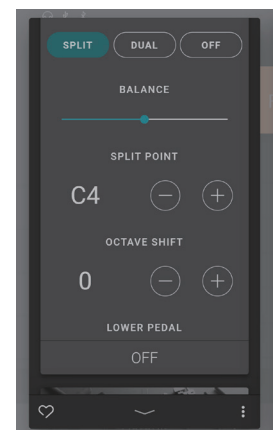 SPLIT DUAL OFF
BALANCE
SPLIT POINT
C4
OCTAVE SHIFT
0
LOWER PEDAL
OFF